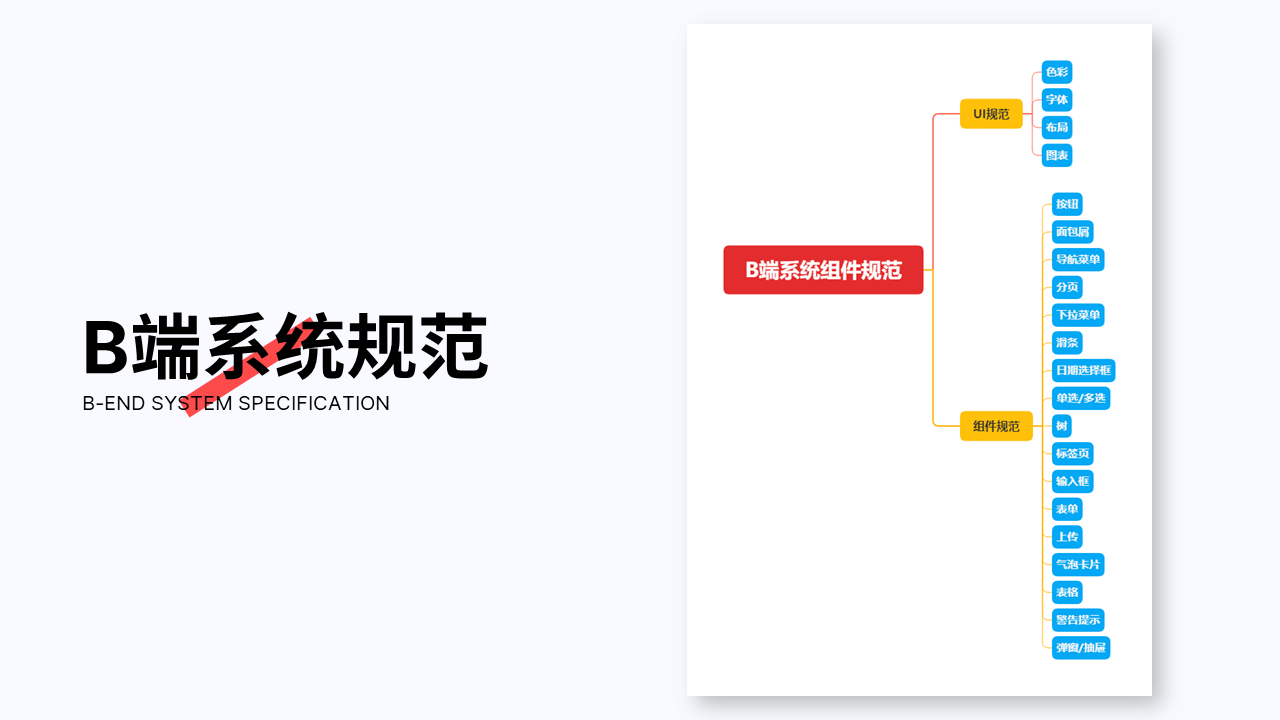 B端系统规范
B-END SYSTEM SPECIFICATION
B端系统组件规范
UI规范
色彩
字体
布局
图表
组件规范
按钮
面包屑
导航菜单
分页
下拉菜单
滑条
日期选择框
单选/多选
树
标签页
输入框
表单
上传
气泡卡片
表格
警告提示
弹窗/抽屉